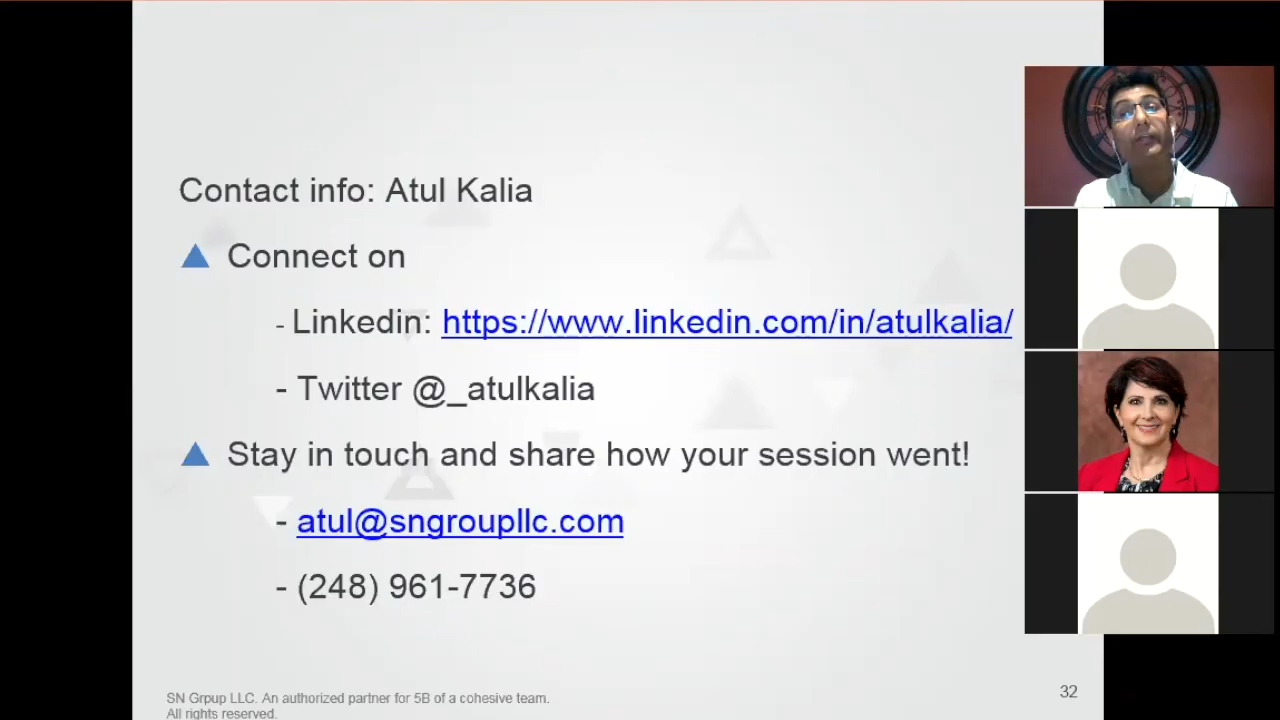 Contact info: Atul Kalia
Connect on
- Linkedin: https://www.linkedin.com/in/atulkalia/
- Twitter @_atulkalia
Stay in touch and share how your session went!
- atul@sngroupllc.com
- (248) 961-7736
SN Grpup LLC. An authorized partner for 5B of a cohesive team.
All rights reserved.
32